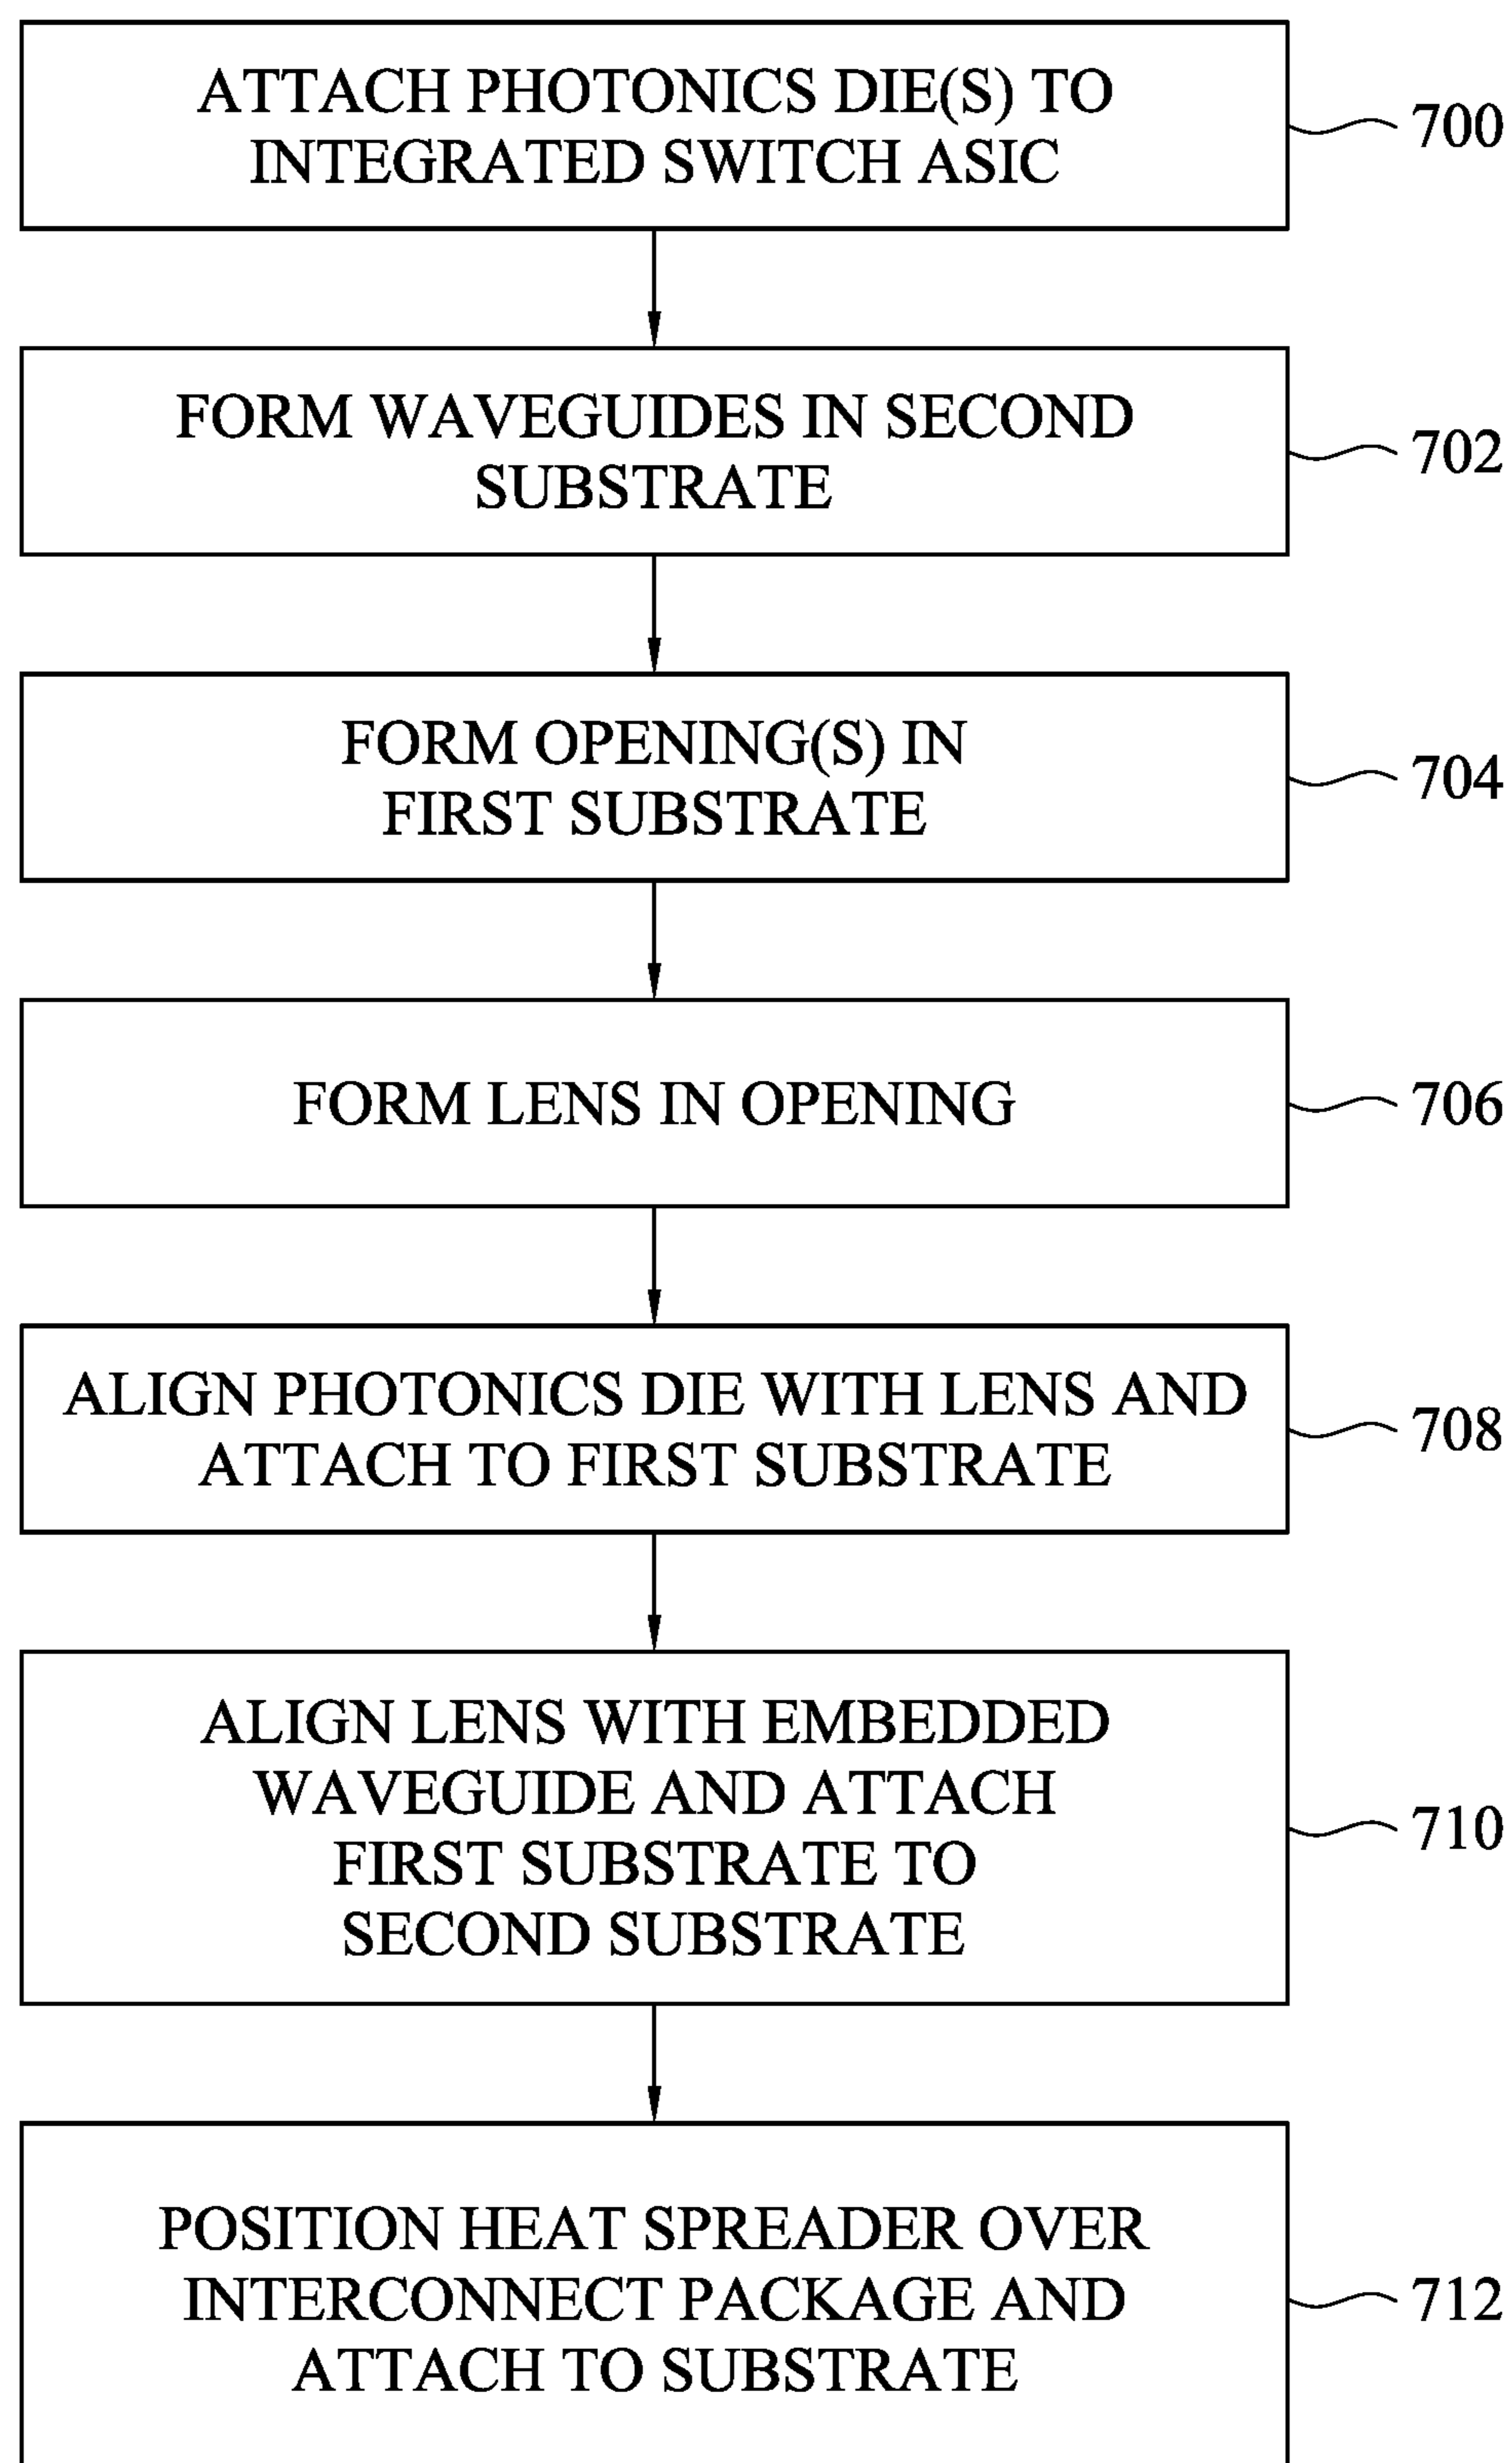 ATTACH PHOTONICS DIE(S) TO
INTEGRATED SWITCH ASIC
700
FORM WAVEGUIDES IN SECOND
SUBSTRATE
702
FORM OPENING(S) IN
FIRST SUBSTRATE
704
FORM LENS IN OPENING
706
ALIGN PHOTONICS DIE WITH LENS AND
ATTACH TO FIRST SUBSTRATE
708
ALIGN LENS WITH EMBEDDED
WAVEGUIDE AND ATTACH
FIRST SUBSTRATE TO
SECOND SUBSTRATE
710
POSITION HEAT SPREADER OVER
INTERCONNECT PACKAGE AND
ATTACH TO SUBSTRATE
712